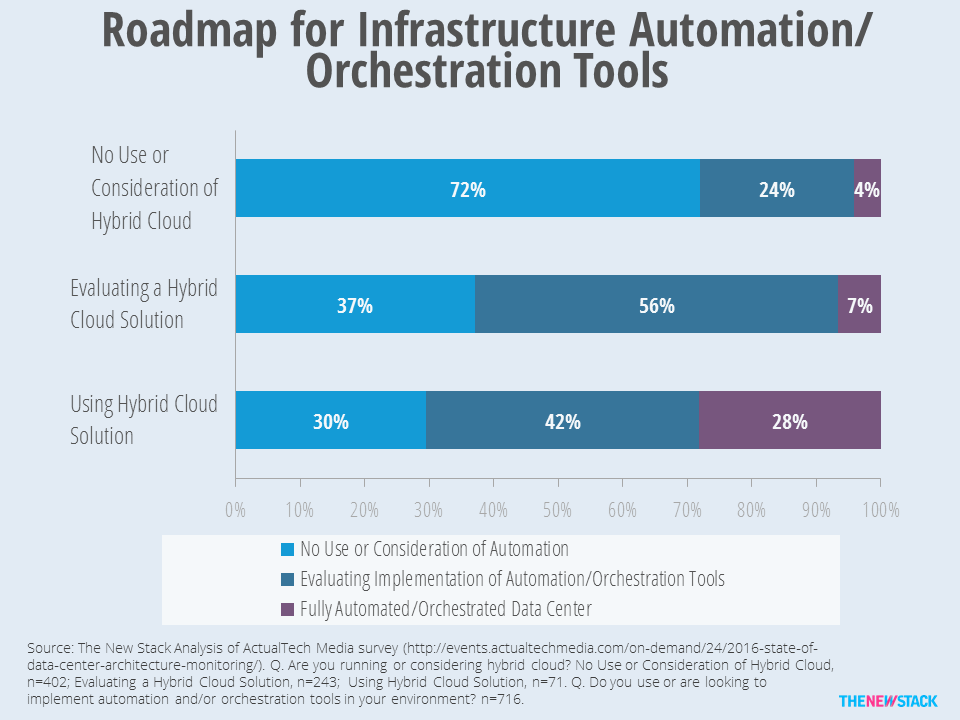 Roadmap for Infrastructure Automation/
Orchestration Tools
No Use or
Consideration of
Hybrid Cloud
72%
24%
4%
Evaluating a Hybrid
Cloud Solution
37%
56%
7%
Using Hybrid Cloud
Solution
30%
42%
28%
0% 10% 20% 30% 40% 50% 60% 70% 80% 90% 100%
No Use or Consideration of Automation
Evaluating Implementation of Automation/Orchestration Tools
Fully Automated/Orchestrated Data Center
Source: The New Stack Analysis of ActualTech Media survey (http://events.actualtechmedia.com/on-demand/24/2016-state-of-
data-center-architecture-monitoring/). Q. Are you running or considering hybrid cloud? No Use or Consideration of Hybrid Cloud,
n=402; Evaluating a Hybrid Cloud Solution, n=243; Using Hybrid Cloud Solution, n=71. Q. Do you use or are looking to
implement automation and/or orchestration tools in your environment? n=716.
THENEWSTACK